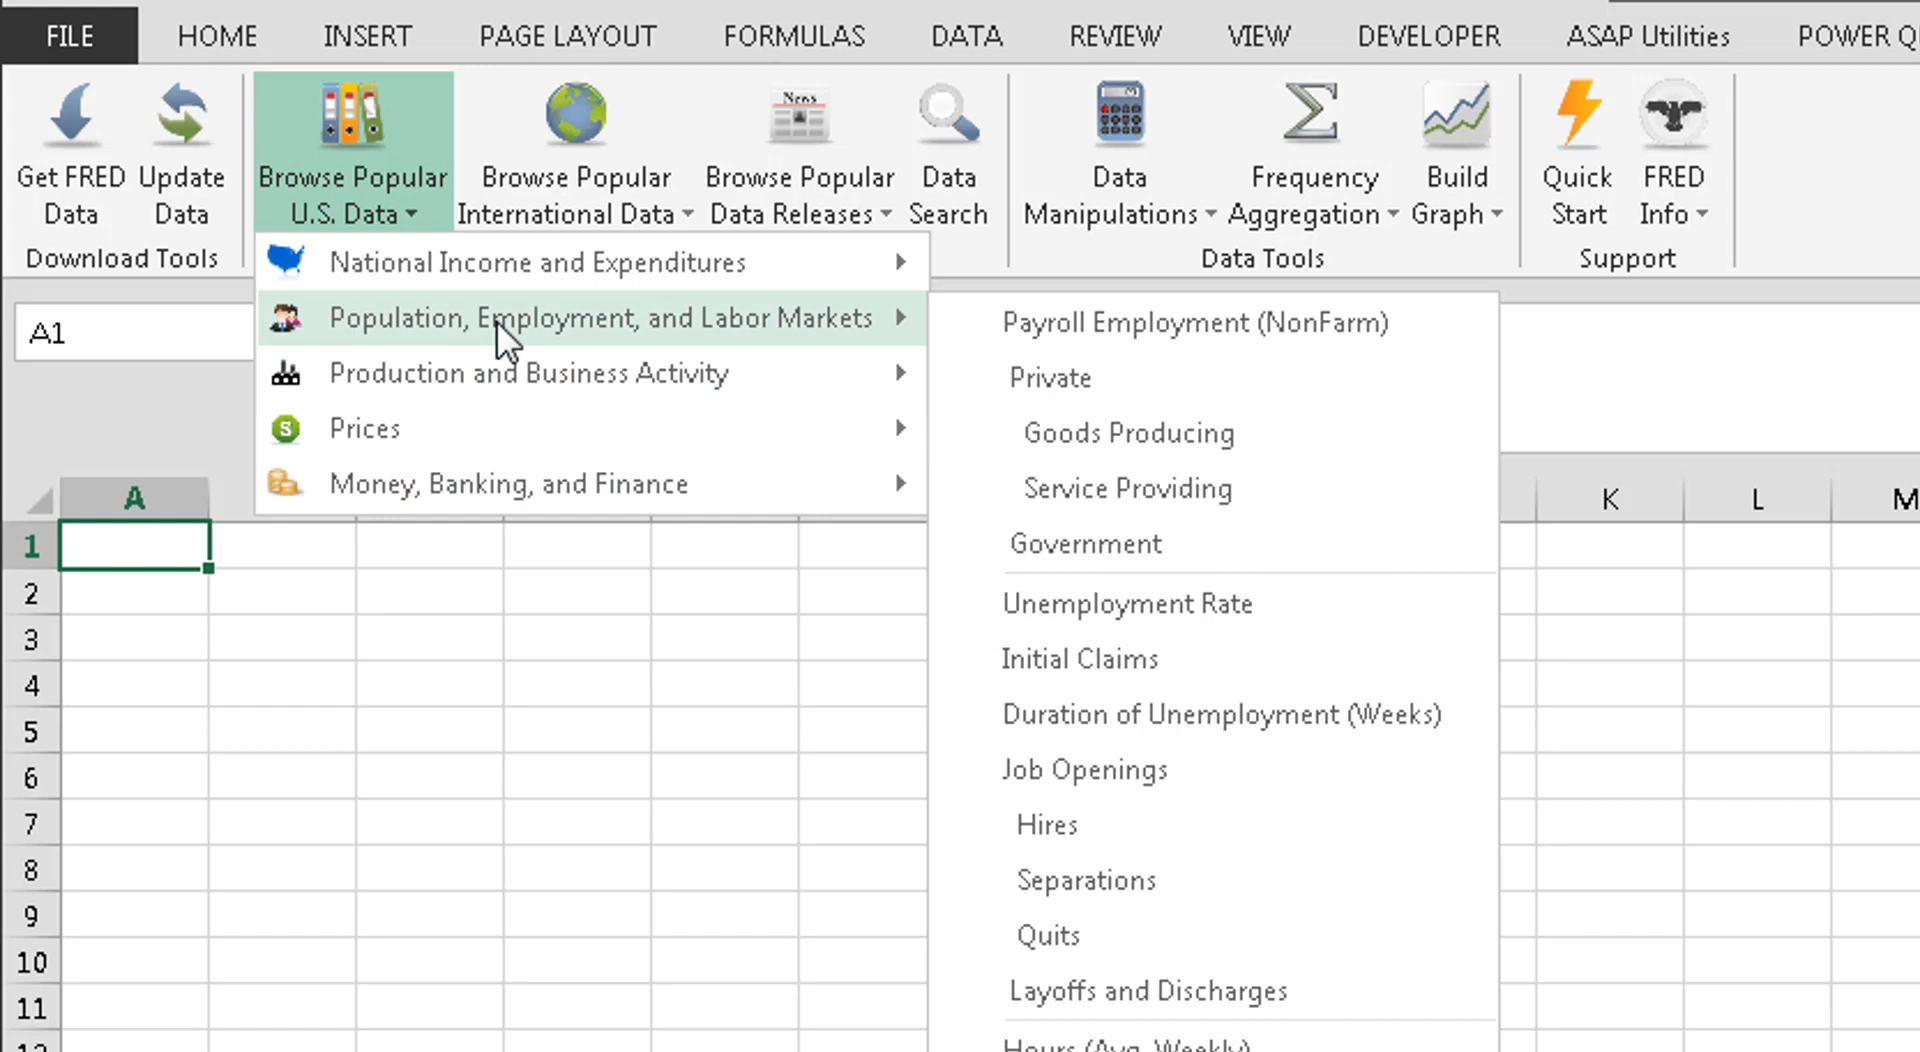 FILE HOME INSERT PAGE LAYOUT FORMULAS DATA REVIEW VIEW DEVELOPER ASAP Utilities POWER
Get FRED Data
Update Data
Browse Popular U.S. Data
Browse Popular International Data
Browse Popular Data Releases
News
Data Search
Data Manipulations
Frequency Aggregation
Build Graph
Quick Start
FRED Info
Download Tools
Data Tools
Support
National Income and Expenditures
Population, Employment, and Labor Markets
Production and Business Activity
S
Prices
Money, Banking, and Finance
Payroll Employment (NonFarm)
Private
Goods Producing
Service Providing
Government
Unemployment Rate
Initial Claims
Duration of Unemployment (Weeks)
Job Openings
Hires
Separations
Quits
Layoffs and Discharges
Hours (Avg. Weekly)
A1
A K L M
1
2
3
4
5
6
7
8
9
10
11
12